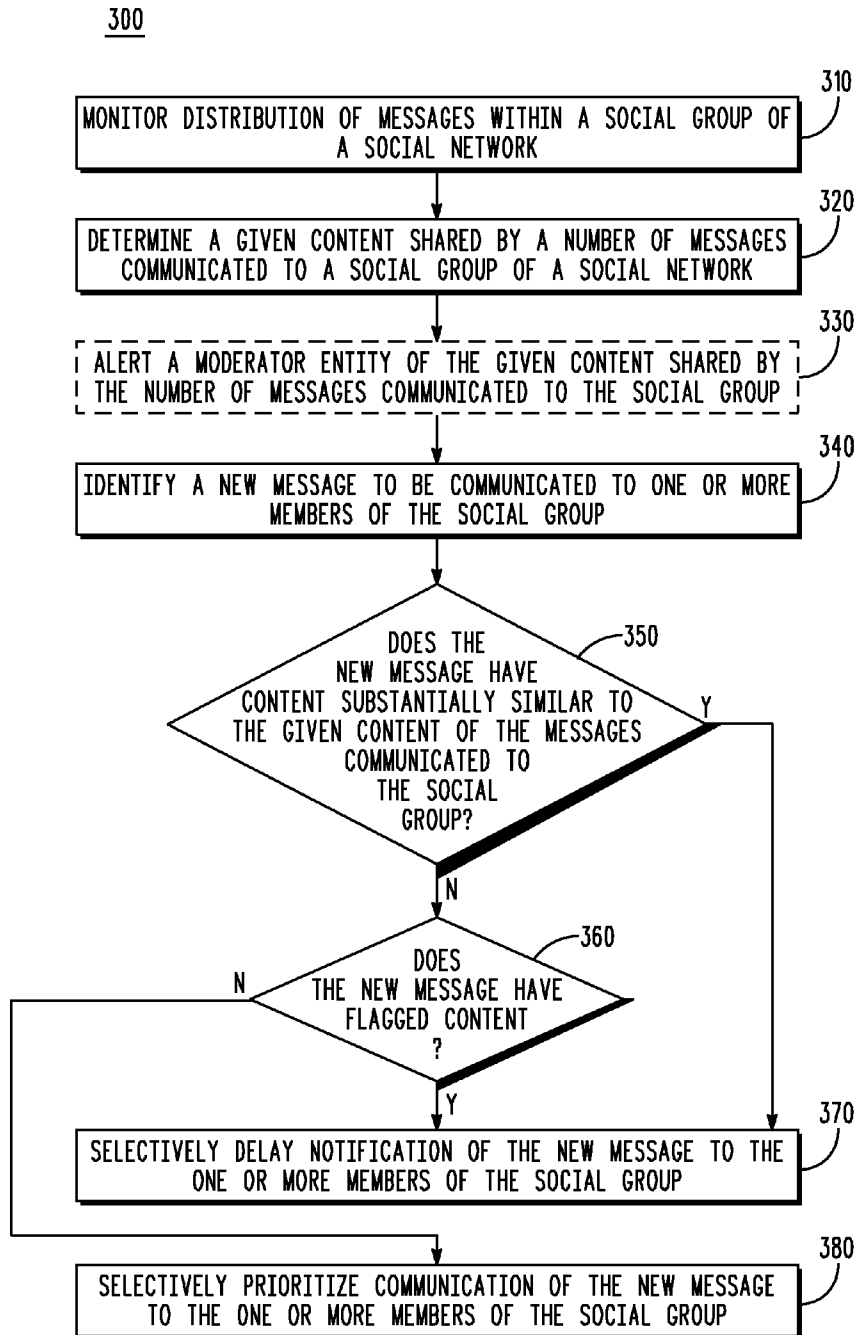 300
310
MONITOR DISTRIBUTION OF MESSAGES WITHIN A SOCIAL GROUP OF
A SOCIAL NETWORK
320
DETERMINE A GIVEN CONTENT SHARED BY A NUMBER OF MESSAGES
COMMUNICATED TO A SOCIAL GROUP OF A SOCIAL NETWORK
330
ALERT A MODERATOR ENTITY OF THE GIVEN CONTENT SHARED BY
THE NUMBER OF MESSAGES COMMUNICATED TO THE SOCIAL GROUP
340
IDENTIFY A NEW MESSAGE TO BE COMMUNICATED TO ONE OR MORE
MEMBERS OF THE SOCIAL GROUP
350
DOES THE
NEW MESSAGE HAVE
CONTENT SUBSTANTIALLY SIMILAR TO
THE GIVEN CONTENT OF THE MESSAGES
COMMUNICATED TO
THE SOCIAL
GROUP?
Y
N
360
DOES
THE NEW MESSAGE HAVE
FLAGGED CONTENT
?
N
Y
370
SELECTIVELY DELAY NOTIFICATION OF THE NEW MESSAGE TO THE
ONE OR MORE MEMBERS OF THE SOCIAL GROUP
380
SELECTIVELY PRIORITIZE COMMUNICATION OF THE NEW MESSAGE
TO THE ONE OR MORE MEMBERS OF THE SOCIAL GROUP